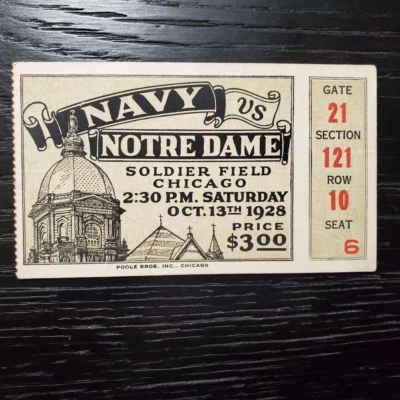 NAVY VS
NOTRE DAME
SOLDIER FIELD
CHICAGO
2:30 P.M. SATURDAY
OCT. 13TH 1928
PRICE
$3.00
POOLE BROS. INC., CHICAGO
GATE
21
SECTION
121
ROW
10
SEAT
6